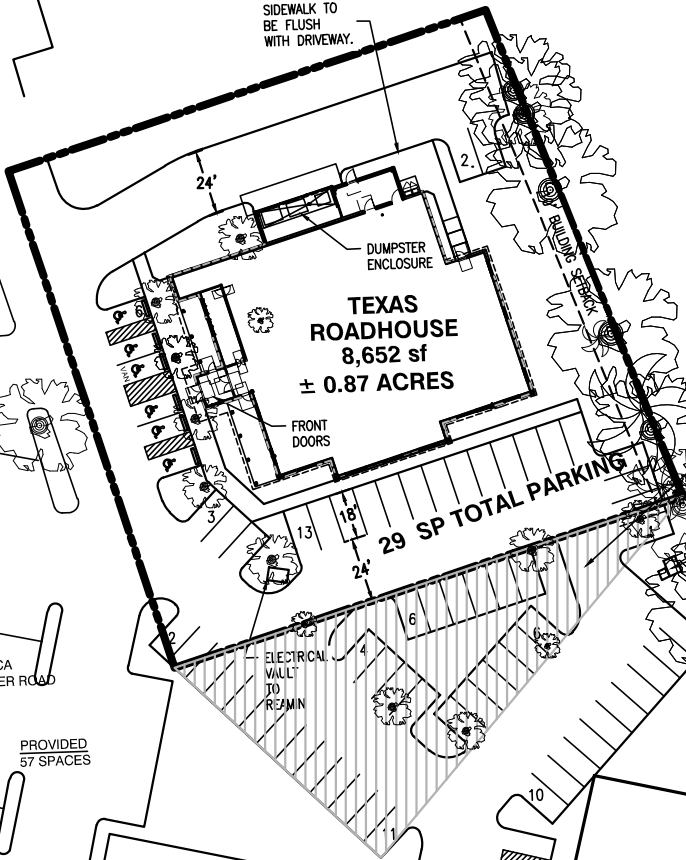 SIDEWALK TO
BE FLUSH
WITH DRIVEWAY.
2.
24'
BUILDING SETBACK
DUMPSTER
ENCLOSURE
TEXAS
ROADHOUSE
8,652 sf
± 0.87 ACRES
6
VAN
FRONT
DOORS
3
13
18'
29 SP TOTAL PARKING
24'
2
6
6
4
ELECTRICAL
VAULT
TO
REAMIN
CA
ER ROAD
PROVIDED
57 SPACES
10
11